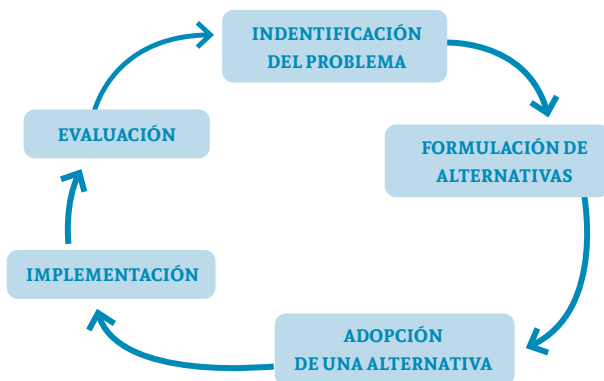 INDENTIFICACIÓN
DEL PROBLEMA
FORMULACIÓN DE
ALTERNATIVAS
ADOPCIÓN
DE UNA ALTERNATIVA
IMPLEMENTACIÓN
EVALUACIÓN